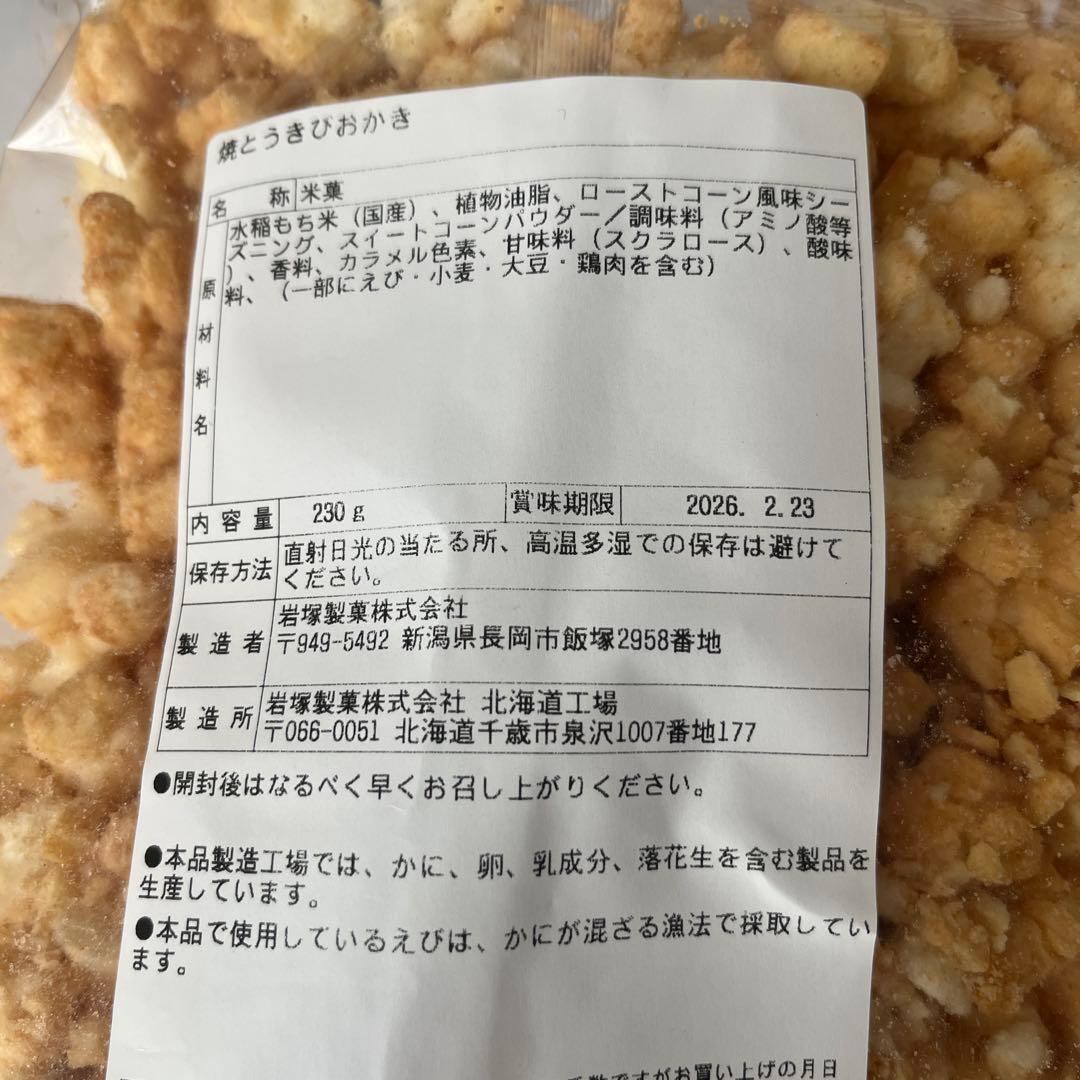 焼とうきびおかき
名称 米菓
原材料名 水稲もち米（国産）、植物油脂、ローストコーン風味シー
ズニング、スイートコーンパウダー／調味料（アミノ酸等
）、香料、カラメル色素、甘味料（スクラロース）、酸味
料、（一部にえび・小麦・大豆・鶏肉を含む）
内容量 230g 賞味期限 2026. 2.23
保存方法 直射日光の当たる所、高温多湿での保存は避けて
ください。
製造者 岩塚製菓株式会社
〒949-5492 新潟県長岡市飯塚2958番地
製造所 岩塚製菓株式会社 北海道工場
〒066-0051 北海道千歳市泉沢1007番地177
●開封後はなるべく早くお召し上がりください。
●本品製造工場では、かに、卵、乳成分、落花生を含む製品を
生産しています。
●本品で使用しているえびは、かにが混ざる漁法で採取してい
ます。
ですがお買い上げの月日